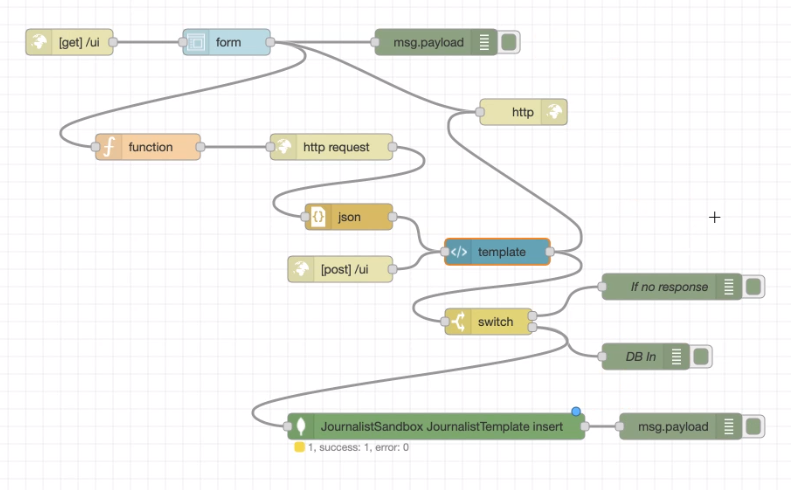 [get] /ui
form
msg.payload
http
function
http request
json
template
[post] /ui
If no response
switch
DB In
JournalistSandbox JournalistTemplate insert
msg.payload
1, success: 1, error: 0